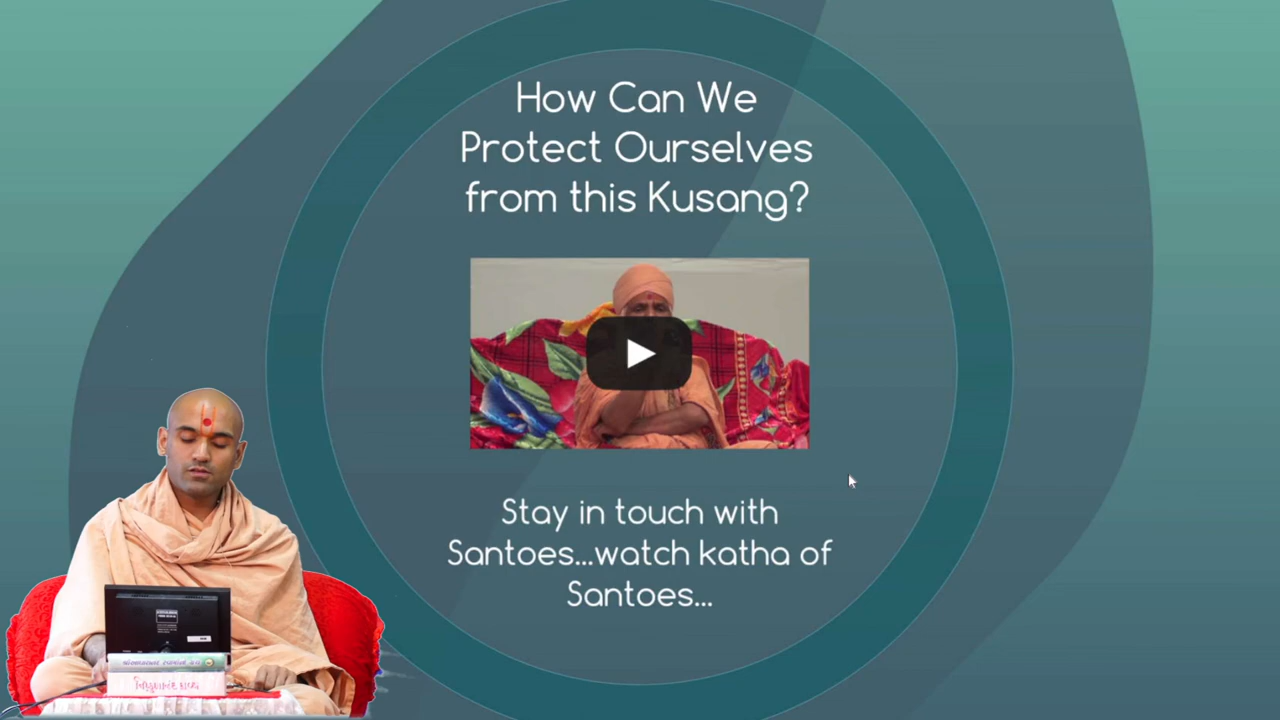 How Can We
Protect Ourselves
from this Kusang?
Stay in touch with
Santoes...watch katha of
Santoes...